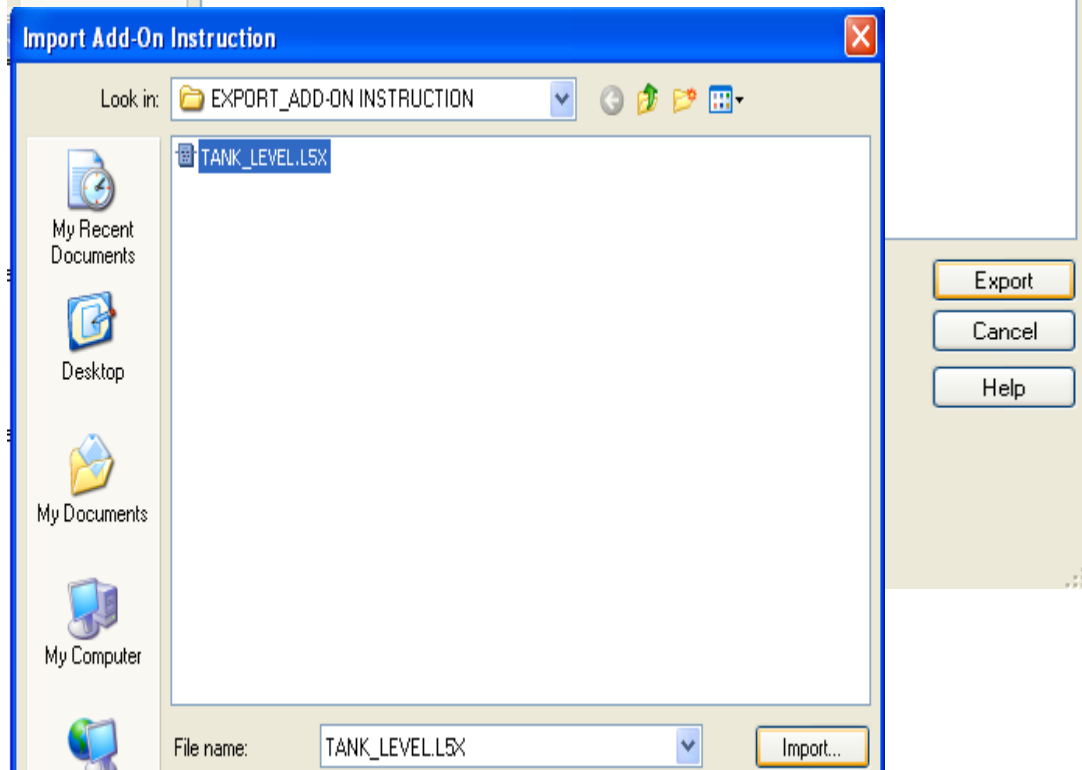 Import Add-On Instruction
Look in:
EXPORT_ADD-ON INSTRUCTION
TANK_LEVEL.L5X
My Recent
Documents
Desktop
My Documents
My Computer
File name:
TANK_LEVEL.L5X
Import...
Export
Cancel
Help